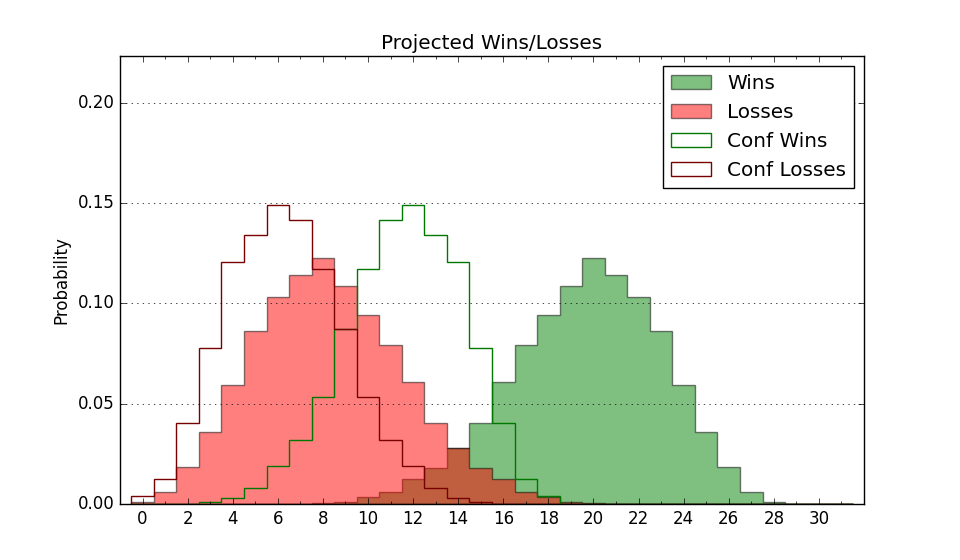 Projected Wins/Losses
Wins
Losses
Conf Wins
Conf Losses
Probability
0.20
0.15
0.10
0.05
0.00
0 2 4 6 8 10 12 14 16 18 20 22 24 26 28 30